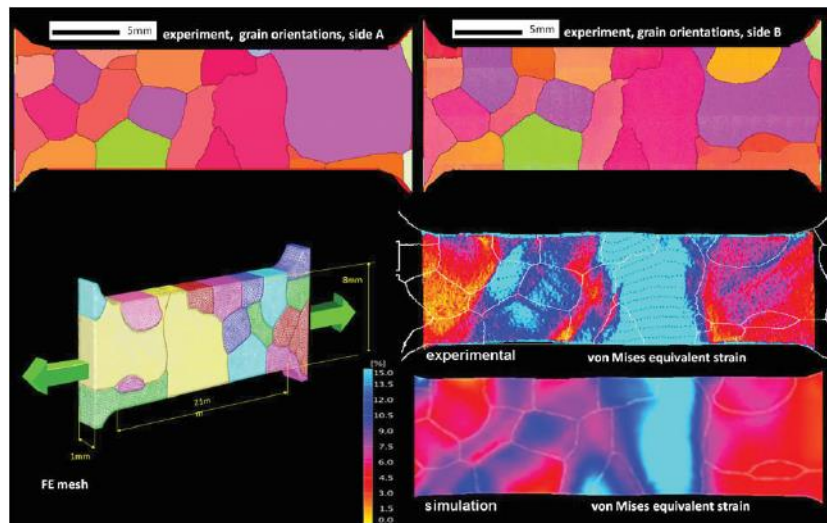 5mm
experiment, grain orientations, side A
5mm
experiment, grain orientations, side B
8mm
21m
m
1mm
FE mesh
experimental
von Mises equivalent strain
[%]
15.0
13.5
12.0
10.5
9.0
7.5
6.0
4.5
3.0
1.5
0.0
simulation
von Mises equivalent strain